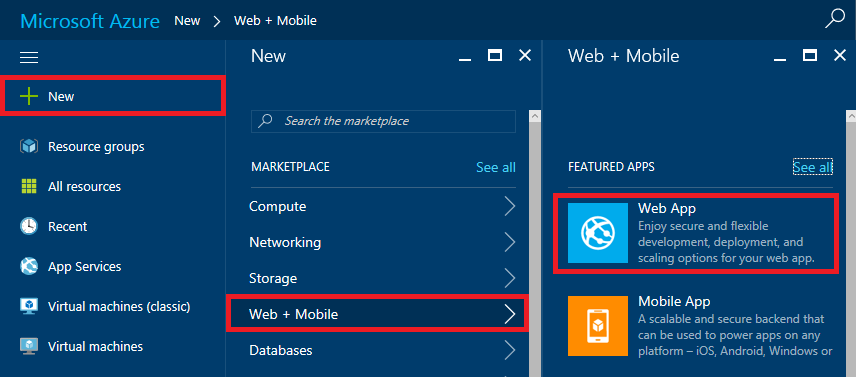 Microsoft Azure New > Web + Mobile
New
Resource groups
All resources
Recent
App Services
Virtual machines (classic)
Virtual machines
New
Search the marketplace
MARKETPLACE See all
Compute
Networking
Storage
Web + Mobile
Databases
Web + Mobile
FEATURED APPS See all
Web App
Enjoy secure and flexible
development, deployment, and
scaling options for your web app.
Mobile App
A scalable and secure backend that
can be used to power apps on any
platform – iOS, Android, Windows or